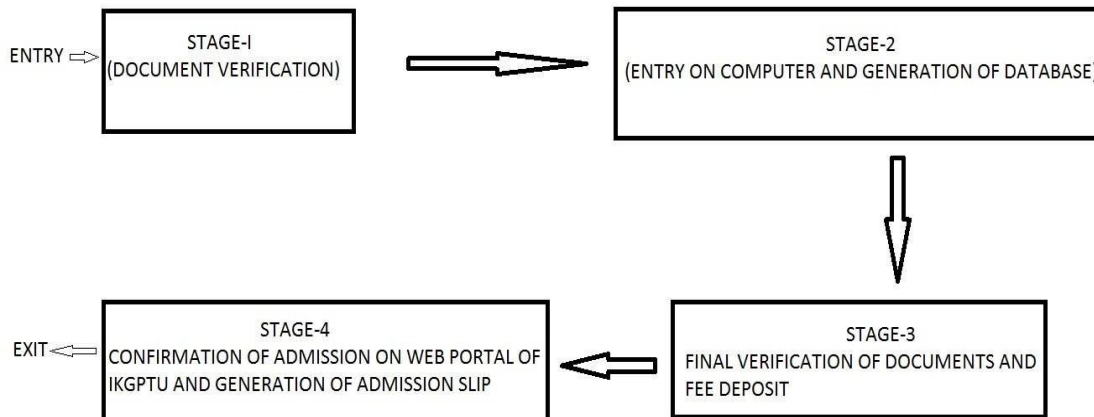 ENTRY
STAGE-I
(DOCUMENT VERIFICATION)
STAGE-2
(ENTRY ON COMPUTER AND GENERATION OF DATABASE)
STAGE-3
FINAL VERIFICATION OF DOCUMENTS AND
FEE DEPOSIT
STAGE-4
CONFIRMATION OF ADMISSION ON WEB PORTAL OF
IKGPTU AND GENERATION OF ADMISSION SLIP
EXIT